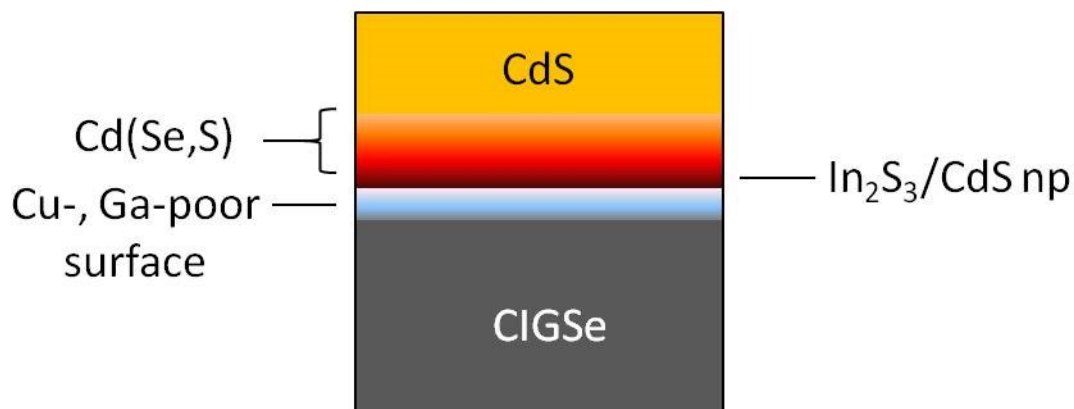 CdS
Cd(Se,S)
In₂S₃/CdS np
Cu-, Ga-poor
surface
CIGSe